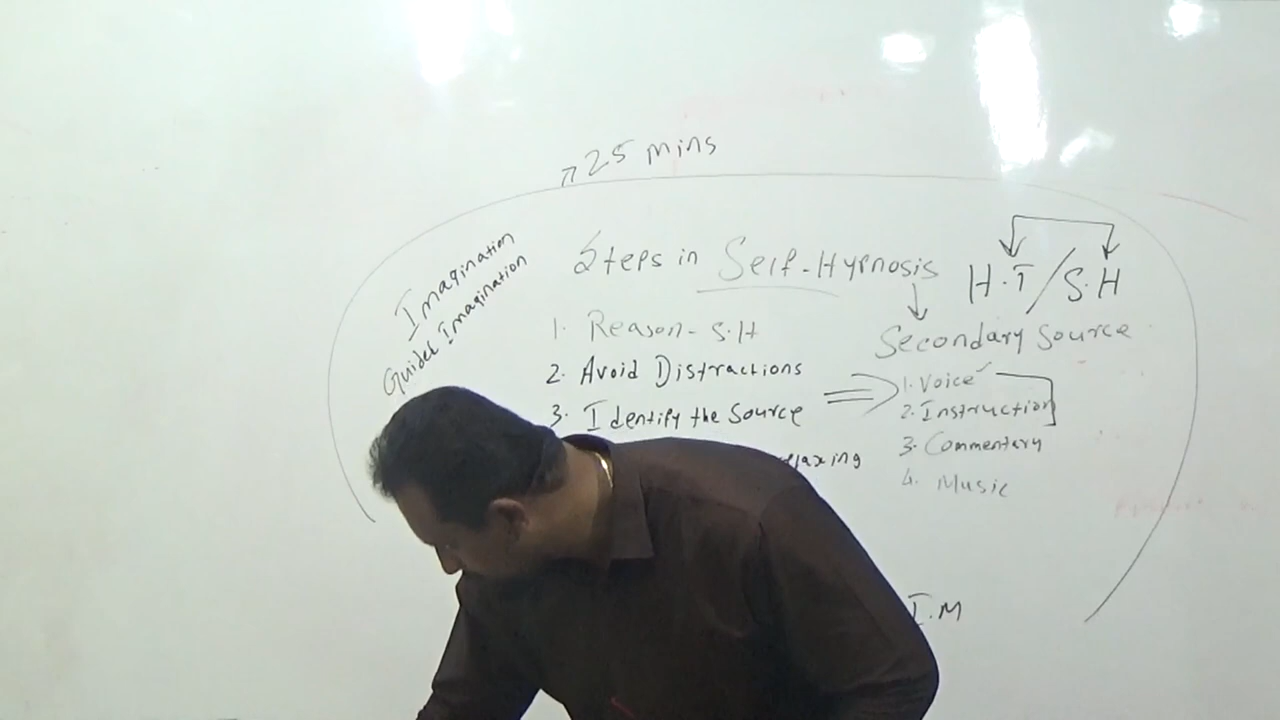 25 mins
Imagination
Guided Imagination
Steps in Self-Hypnosis
H.T/S.H
1. Reason - S.H
2. Avoid Distractions
3. Identify the Source
Secondary Source
1. Voice
2. Instruction
3. Commentary
4. Music
I.M